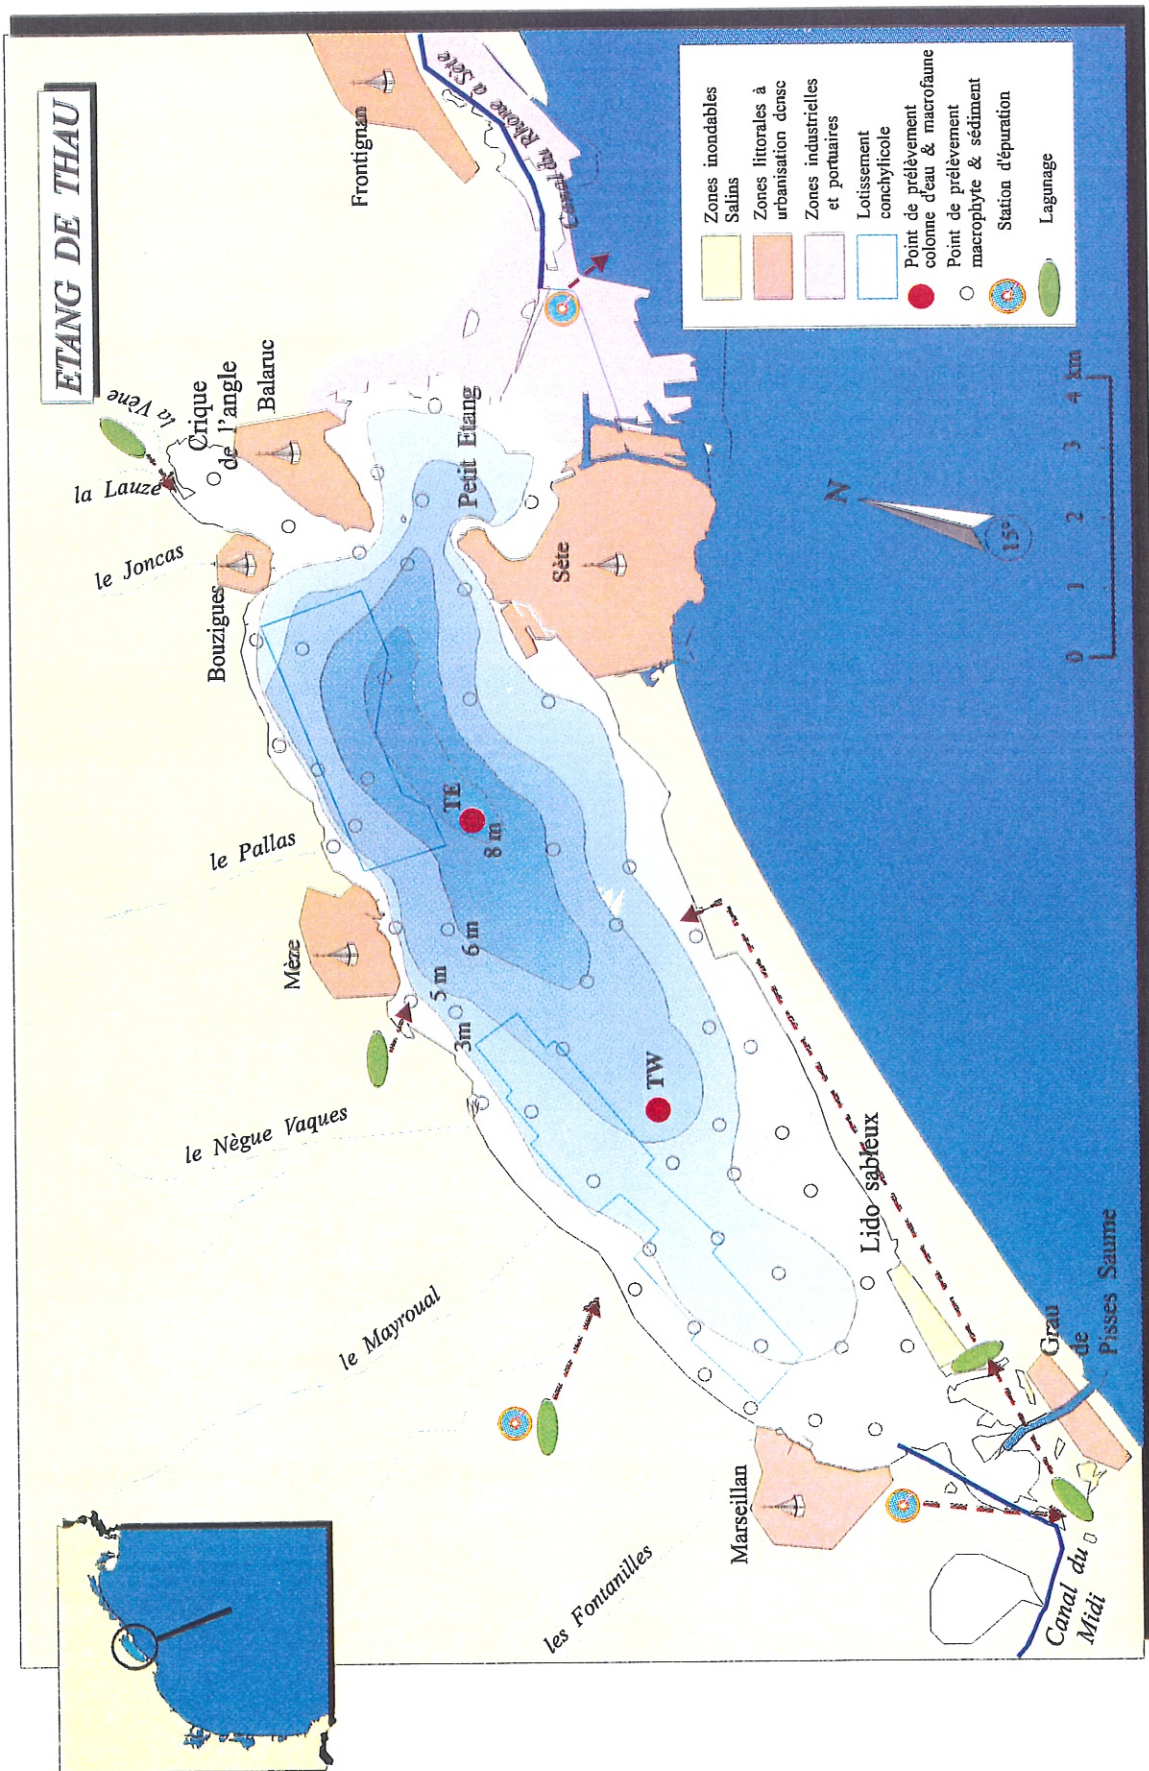 ETANG DE THAU
Frontignan
Canal du Rhône à Sète
la Vène
Crique
de l'angle
Balaruc
la Lauze
le Joncas
Bouzigues
Petit Etang
Sète
le Pallas
Mèze
TE
8 m
6 m
5 m
3m
TW
le Nègue Vaques
le Mayroual
Lido sableux
Marseillan
les Fontanilles
Grau
de
Pisses Saume
Canal du
Midi
N
15°
0 1 2 3 4 km
Zones inondables
Salins
Zones littorales à
urbanisation dense
Zones industrielles
et portuaires
Lotissement
conchylicole
Point de prélèvement
colonne d'eau & macrofaune
Point de prélèvement
macrophyte & sédiment
Station d'épuration
Lagunage